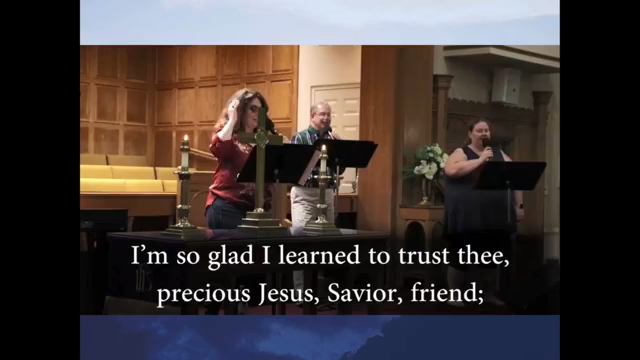 I'm so glad I learned to trust thee,
precious Jesus, Savior, friend;